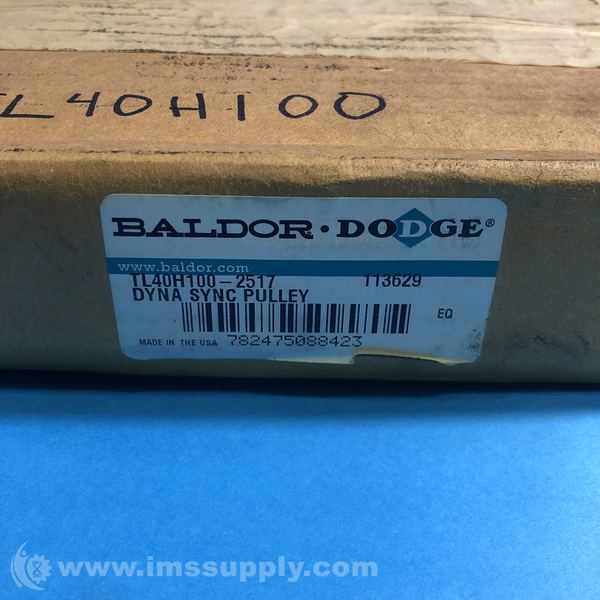 TL40H100
BALDOR · DODGE®
www.baldor.com
TL40H100-2517 113629
DYNA SYNC PULLEY
EQ
MADE IN THE USA 782475088423
www.imssupply.com